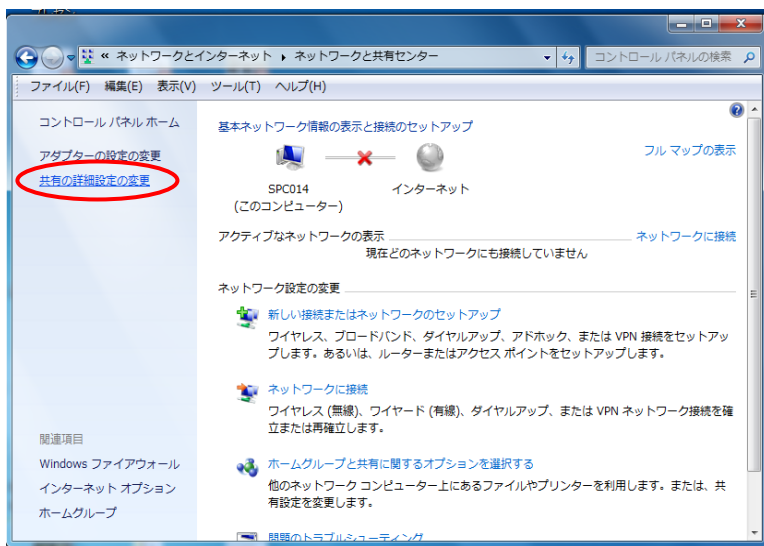 « ネットワークとインターネット ▸ ネットワークと共有センター
コントロール パネルの検索
ファイル(F) 編集(E) 表示(V) ツール(T) ヘルプ(H)
コントロール パネル ホーム
アダプターの設定の変更
共有の詳細設定の変更
基本ネットワーク情報の表示と接続のセットアップ
フル マップの表示
SPC014
(このコンピューター)
インターネット
アクティブなネットワークの表示
ネットワークに接続
現在どのネットワークにも接続していません
ネットワーク設定の変更
新しい接続またはネットワークのセットアップ
ワイヤレス、ブロードバンド、ダイヤルアップ、アドホック、または VPN 接続をセットアッ
プします。あるいは、ルーターまたはアクセス ポイントをセットアップします。
ネットワークに接続
ワイヤレス (無線)、ワイヤード (有線)、ダイヤルアップ、または VPN ネットワーク接続を確
立または再確立します。
ホームグループと共有に関するオプションを選択する
他のネットワーク コンピューター上にあるファイルやプリンターを利用します。または、共
有設定を変更します。
問題のトラブルシューティング
関連項目
Windows ファイアウォール
インターネット オプション
ホームグループ